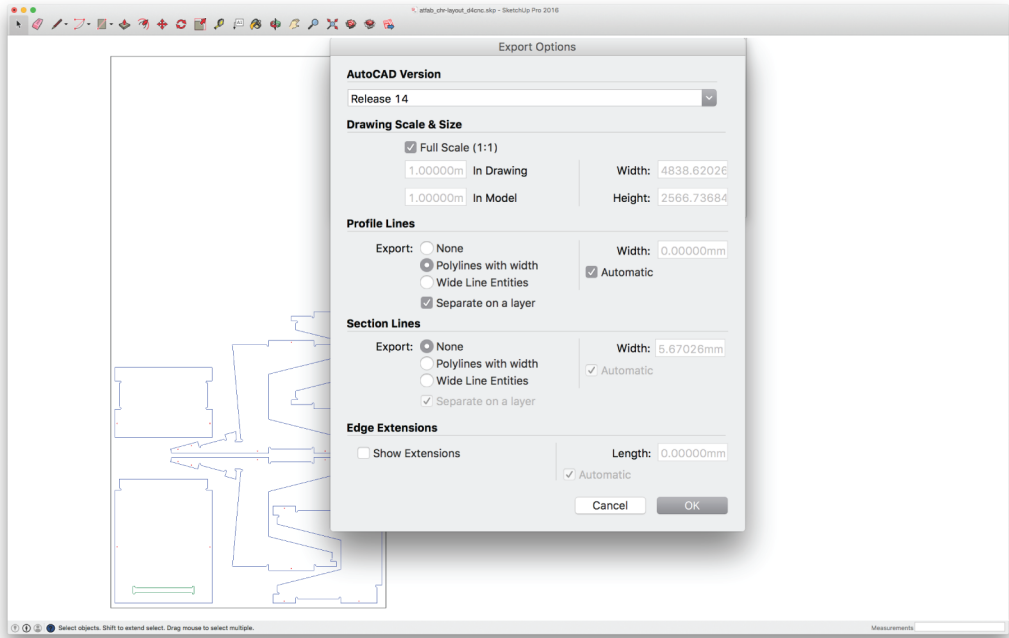 atfab_chr-layout_d4cnc.skp - SketchUp Pro 2016
Export Options
AutoCAD Version
Release 14
Drawing Scale & Size
Full Scale (1:1)
1.00000m In Drawing Width: 4838.62026
1.00000m In Model Height: 2566.73684
Profile Lines
Export: None Width: 0.00000mm
Polylines with width Automatic
Wide Line Entities
Separate on a layer
Section Lines
Export: None Width: 5.67026mm
Polylines with width Automatic
Wide Line Entities
Separate on a layer
Edge Extensions
Show Extensions Length: 0.00000mm
Automatic
Cancel OK
Select objects. Shift to extend select. Drag mouse to select multiple. Measurements